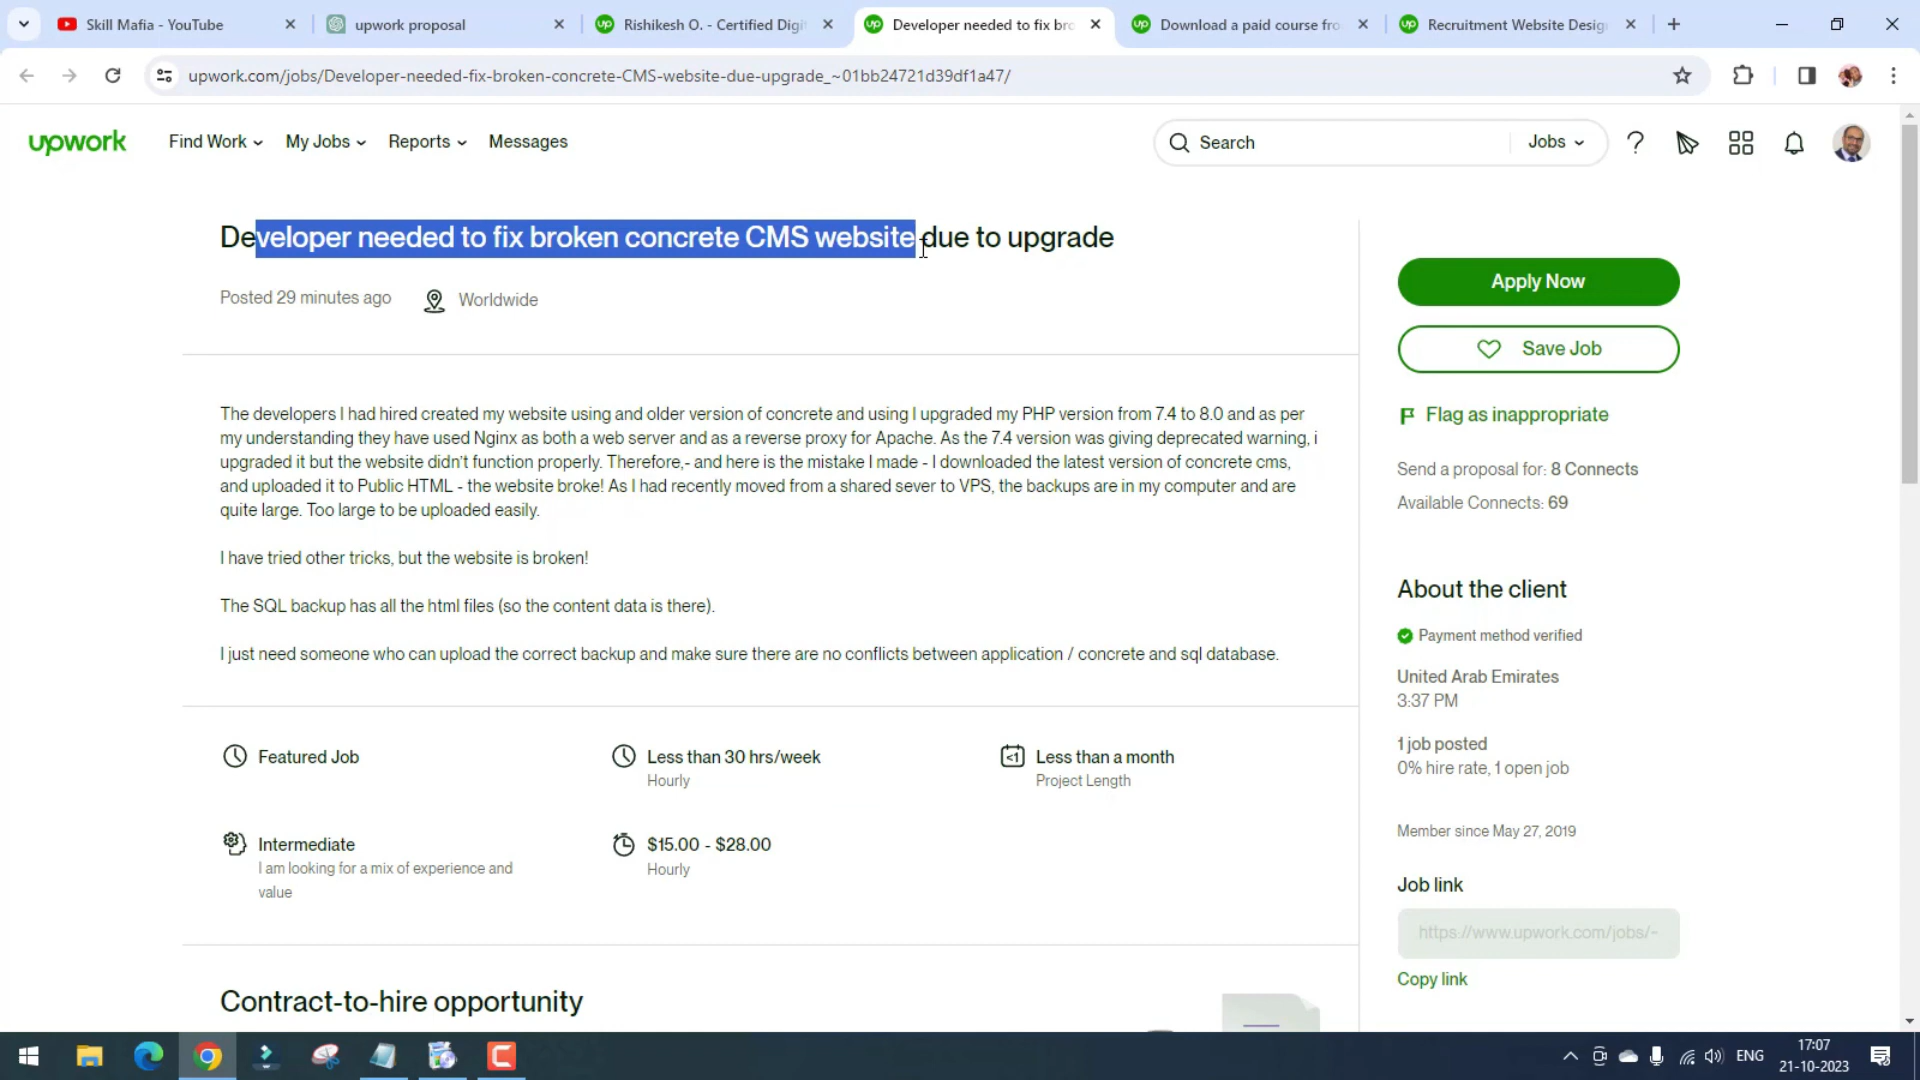 Skill Mafia - YouTube
upwork proposal
Rishikesh O. - Certified Digi
Developer needed to fix bro
Download a paid course fro
Recruitment Website Desig
upwork.com/jobs/Developer-needed-fix-broken-concrete-CMS-website-due-upgrade_~01bb24721d39df1a47/
upwork
Find Work
My Jobs
Reports
Messages
Search
Jobs
Developer needed to fix broken concrete CMS website due to upgrade
Posted 29 minutes ago
Worldwide
Apply Now
Save Job
The developers I had hired created my website using and older version of concrete and using I upgraded my PHP version from 7.4 to 8.0 and as per
my understanding they have used Nginx as both a web server and as a reverse proxy for Apache. As the 7.4 version was giving deprecated warning, i
upgraded it but the website didn't function properly. Therefore,- and here is the mistake I made - I downloaded the latest version of concrete cms,
and uploaded it to Public HTML - the website broke! As I had recently moved from a shared sever to VPS, the backups are in my computer and are
quite large. Too large to be uploaded easily.
I have tried other tricks, but the website is broken!
The SQL backup has all the html files (so the content data is there).
I just need someone who can upload the correct backup and make sure there are no conflicts between application / concrete and sql database.
Flag as inappropriate
Send a proposal for: 8 Connects
Available Connects: 69
About the client
Payment method verified
United Arab Emirates
3:37 PM
1 job posted
0% hire rate, 1 open job
Member since May 27, 2019
Job link
https://www.upwork.com/jobs/~
Copy link
Featured Job
Less than 30 hrs/week
Hourly
<1
Less than a month
Project Length
Intermediate
I am looking for a mix of experience and
value
$15.00 - $28.00
Hourly
Contract-to-hire opportunity
ENG
17:07
21-10-2023